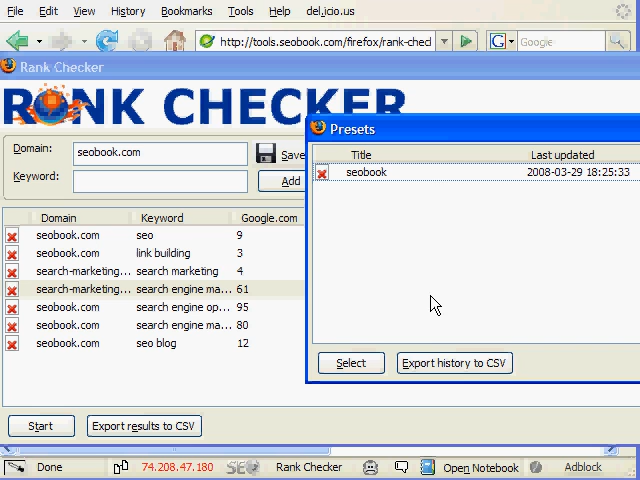 File Edit View History Bookmarks Tools Help del.icio.us
http://tools.seobook.com/firefox/rank-checl
G Google
Rank Checker
RANK CHECKER
Presets
Title Last updated
seobook 2008-03-29 18:25:33
Select Export history to CSV
Domain: seobook.com Save
Keyword: Add
Domain Keyword Google.com
seobook.com seo 9
seobook.com link building 3
search-marketing... search marketing 4
search-marketing... search engine ma... 61
seobook.com search engine op... 95
seobook.com search engine ma... 80
seobook.com seo blog 12
Start Export results to CSV
Done 74.208.47.180 SEO Rank Checker Open Notebook Adblock